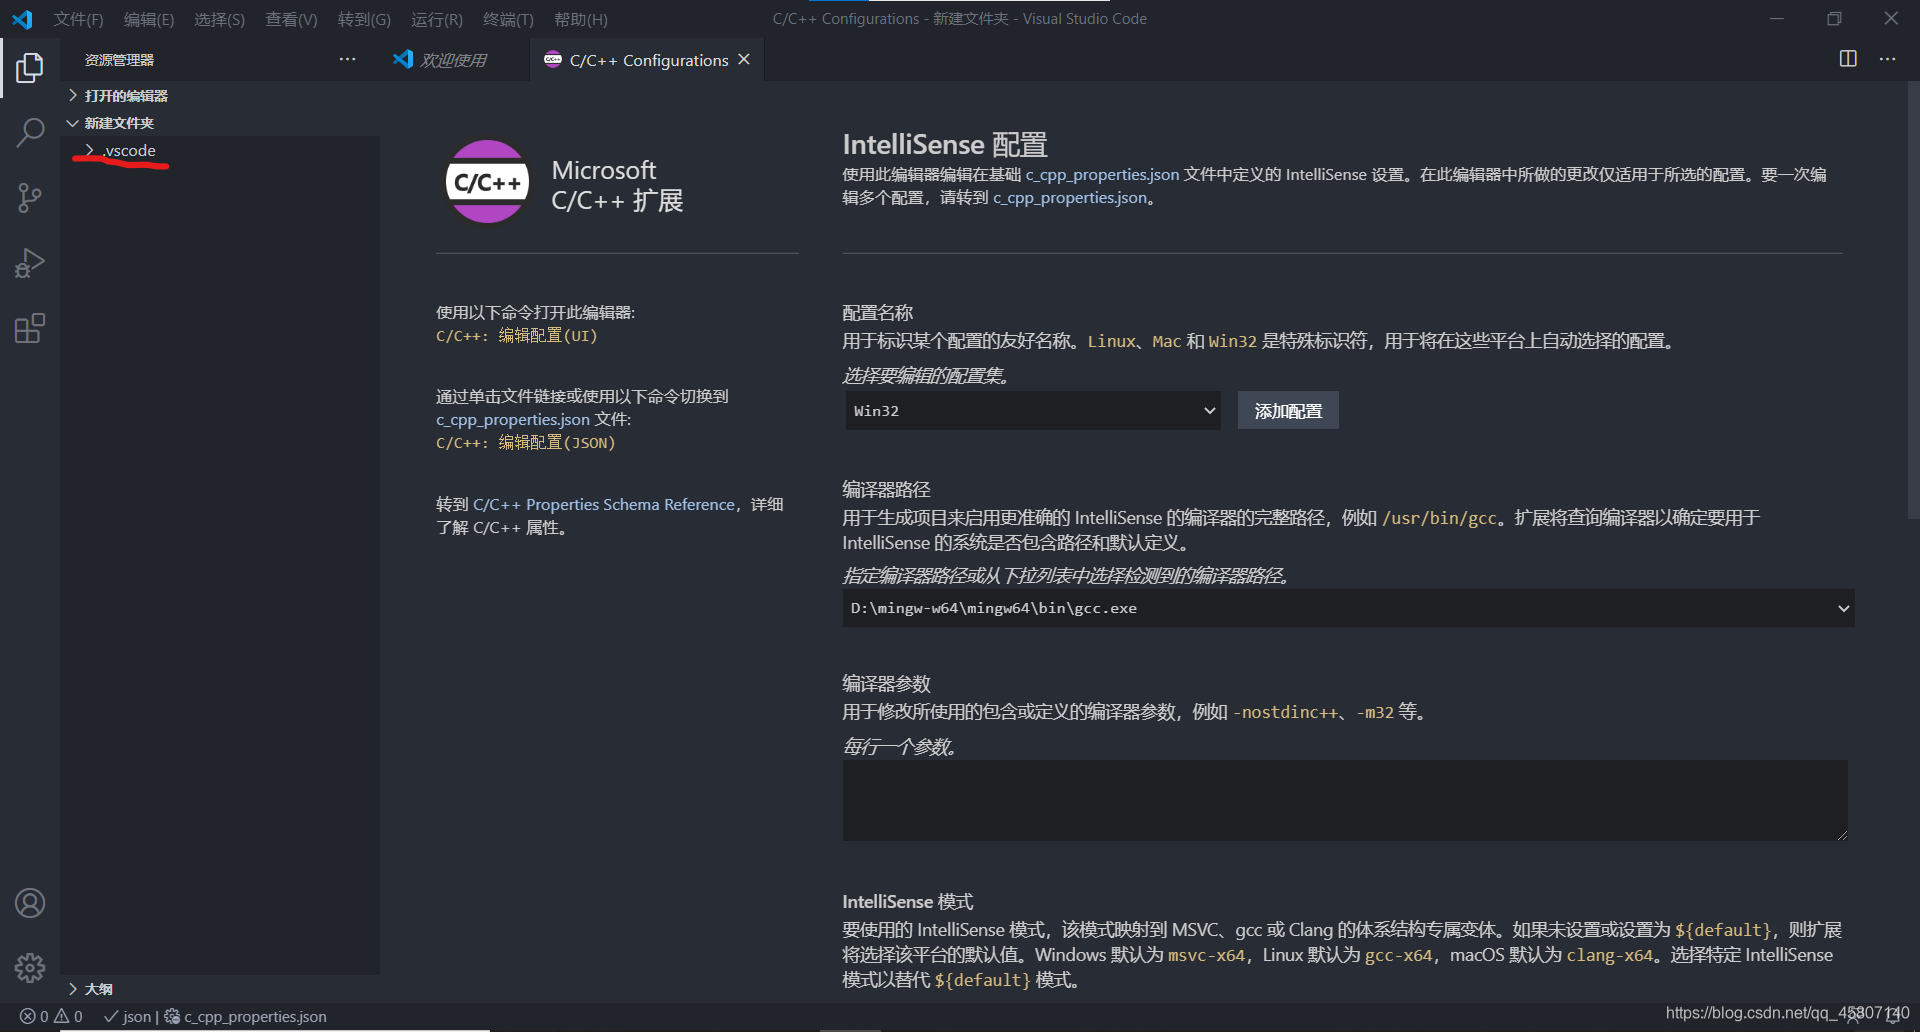 文件(F) 编辑(E) 选择(S) 查看(V) 转到(G) 运行(R) 终端(T) 帮助(H)
C/C++ Configurations - 新建文件夹 - Visual Studio Code
资源管理器
欢迎使用
C/C++ Configurations
打开的编辑器
新建文件夹
.vscode
大纲
C/C++
Microsoft
C/C++ 扩展
使用以下命令打开此编辑器:
C/C++: 编辑配置(UI)
通过单击文件链接或使用以下命令切换到
c_cpp_properties.json 文件:
C/C++: 编辑配置(JSON)
转到 C/C++ Properties Schema Reference，详细
了解 C/C++ 属性。
IntelliSense 配置
使用此编辑器编辑在基础 c_cpp_properties.json 文件中定义的 IntelliSense 设置。在此编辑器中所做的更改仅适用于所选的配置。要一次编
辑多个配置，请转到 c_cpp_properties.json。
配置名称
用于标识某个配置的友好名称。Linux、Mac 和 Win32 是特殊标识符，用于将在这些平台上自动选择的配置。
选择要编辑的配置集。
Win32
添加配置
编译器路径
用于生成项目来启用更准确的 IntelliSense 的编译器的完整路径，例如 /usr/bin/gcc。扩展将查询编译器以确定要用于
IntelliSense 的系统是否包含路径和默认定义。
指定编译器路径或从下拉列表中选择检测到的编译器路径。
D:\mingw-w64\mingw64\bin\gcc.exe
编译器参数
用于修改所使用的包含或定义的编译器参数，例如 -nostdinc++、-m32 等。
每行一个参数。
IntelliSense 模式
要使用的 IntelliSense 模式，该模式映射到 MSVC、gcc 或 Clang 的体系结构专属变体。如果未设置或设置为 ${default}，则扩展
将选择该平台的默认值。Windows 默认为 msvc-x64，Linux 默认为 gcc-x64，macOS 默认为 clang-x64。选择特定 IntelliSense
模式以替代 ${default} 模式。
0 0 json | c_cpp_properties.json
https://blog.csdn.net/qq_45807140